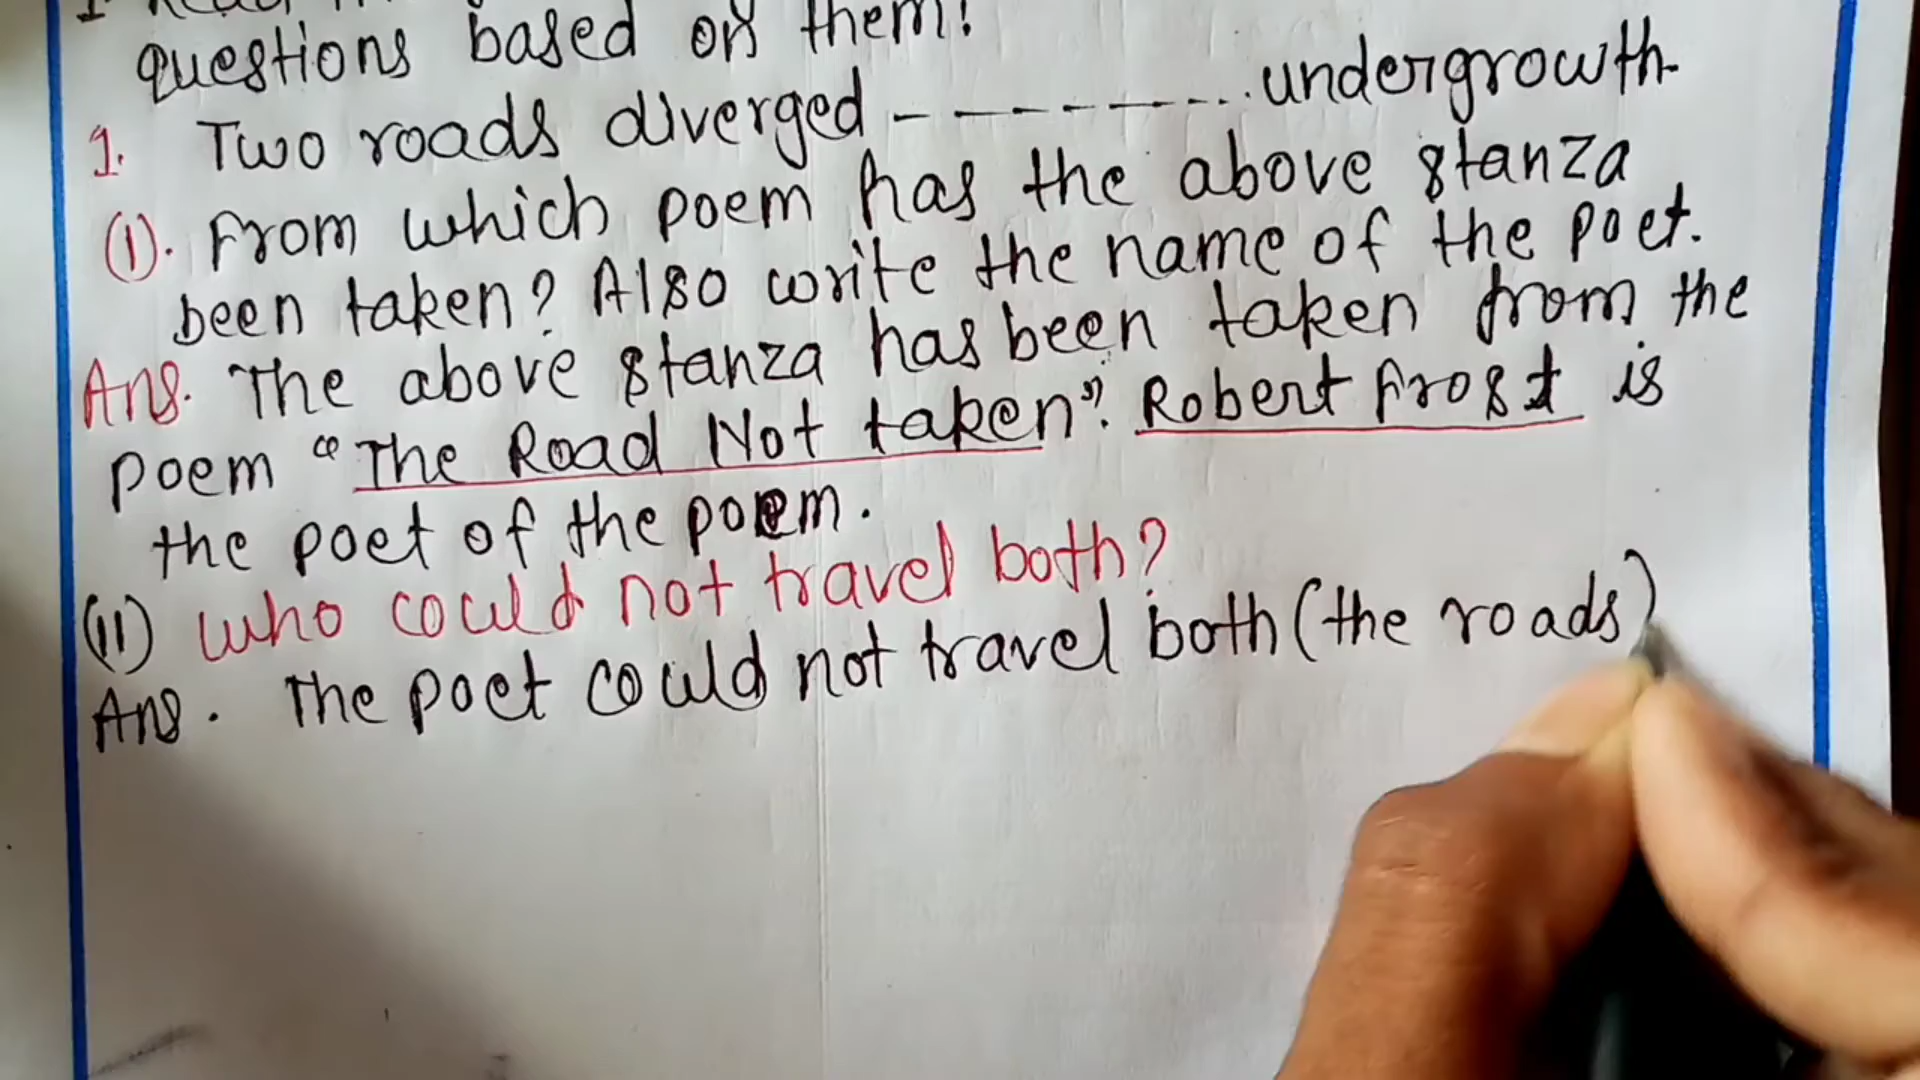 questions based on them!
1. Two roads diverged - - - - - - - .. undergrowth.
(1). From which poem has the above stanza
been taken? Also write the name of the poet.
Ans. The above stanza has been taken from the
poem "The Road Not taken". Robert Frost is
the poet of the poem.
(11) who could not travel both?
Ans. The poet could not travel both (the roads)